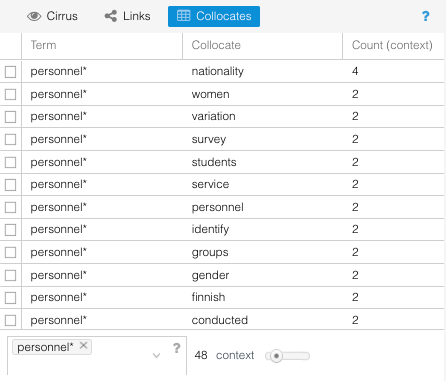 Cirrus Links Collocates ?
Term Collocate Count (context)
personnel* nationality 4
personnel* women 2
personnel* variation 2
personnel* survey 2
personnel* students 2
personnel* service 2
personnel* personnel 2
personnel* identify 2
personnel* groups 2
personnel* gender 2
personnel* finnish 2
personnel* conducted 2
personnel* × ? 48 context